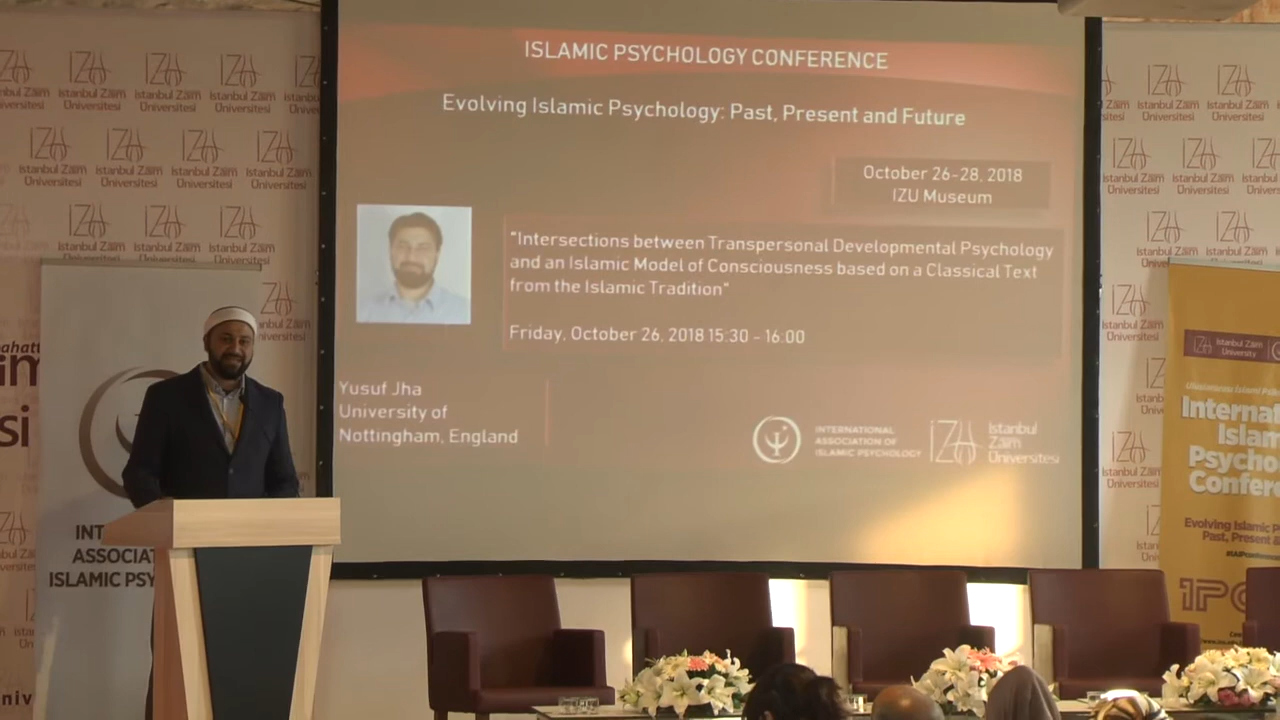 ISLAMIC PSYCHOLOGY CONFERENCE
Evolving Islamic Psychology: Past, Present and Future
October 26-28, 2018
IZU Museum
"Intersections between Transpersonal Developmental Psychology
and an Islamic Model of Consciousness based on a Classical Text
from the Islamic Tradition"
Friday, October 26, 2018 15:30 - 16:00
Yusuf Jha
University of
Nottingham, England
INTERNATIONAL
ASSOCIATION OF
ISLAMIC PSYCHOLOGY
İZÜ
İstanbul
Zaim
Üniversitesi
İZÜ
İstanbul Zaim
Üniversitesi
INT
ASSOCIAT
ISLAMIC PSY
İstanbul Zaim
University
Internat
Islam
Psycho
Confere
Evolving Islamic P
Past, Present &